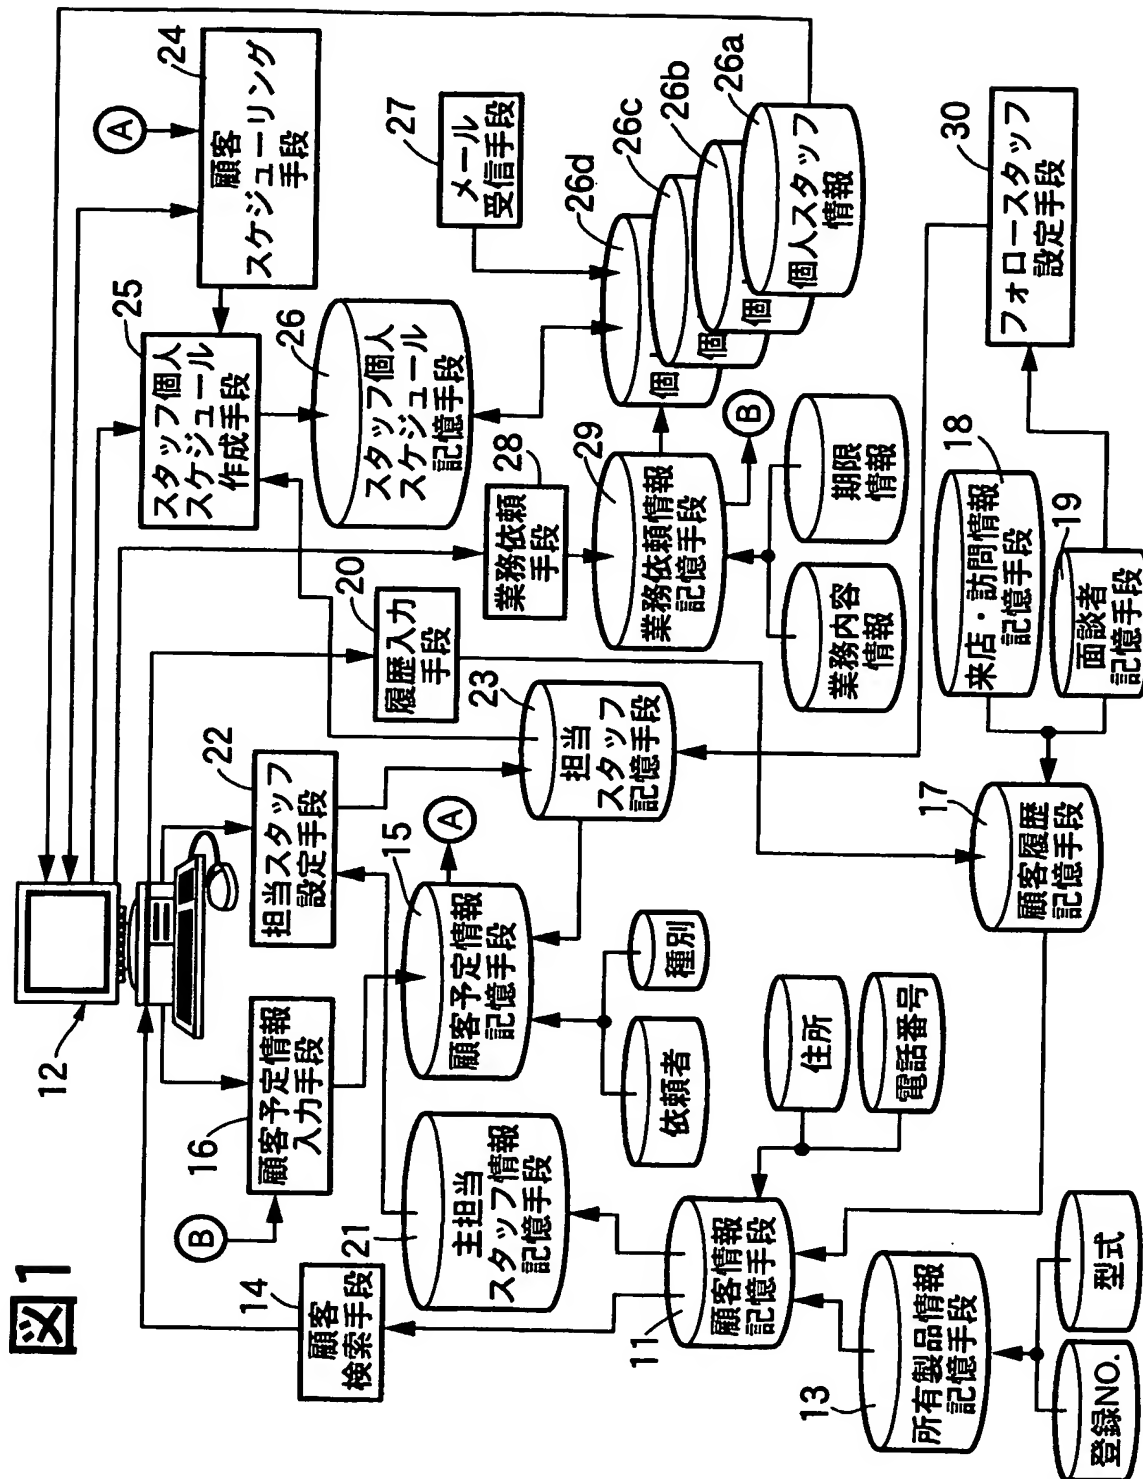 図1
12
14
顧客
検索手段
B
16
顧客予定情報
入力手段
22
担当スタッフ
設定手段
25
スタッフ個人
スケジュール
作成手段
A
24
顧客
スケジューリング
手段
21
主担当
スタッフ情報
記憶手段
15
顧客予定情報
記憶手段
A
20
履歴入力
手段
26
スタッフ個人
スケジュール
記憶手段
27
メール
受信手段
23
担当
スタッフ
記憶手段
28
業務依頼
手段
29
業務依頼情報
記憶手段
B
26d
個
26c
個
26b
個
26a
個人スタッフ
情報
11
顧客情報
記憶手段
依頼者
種別
住所
電話番号
業務内容
情報
期限
情報
13
所有製品情報
記憶手段
登録NO.
型式
17
顧客履歴
記憶手段
18
来店・訪問情報
記憶手段
19
面談者
記憶手段
30
フォロースタッフ
設定手段